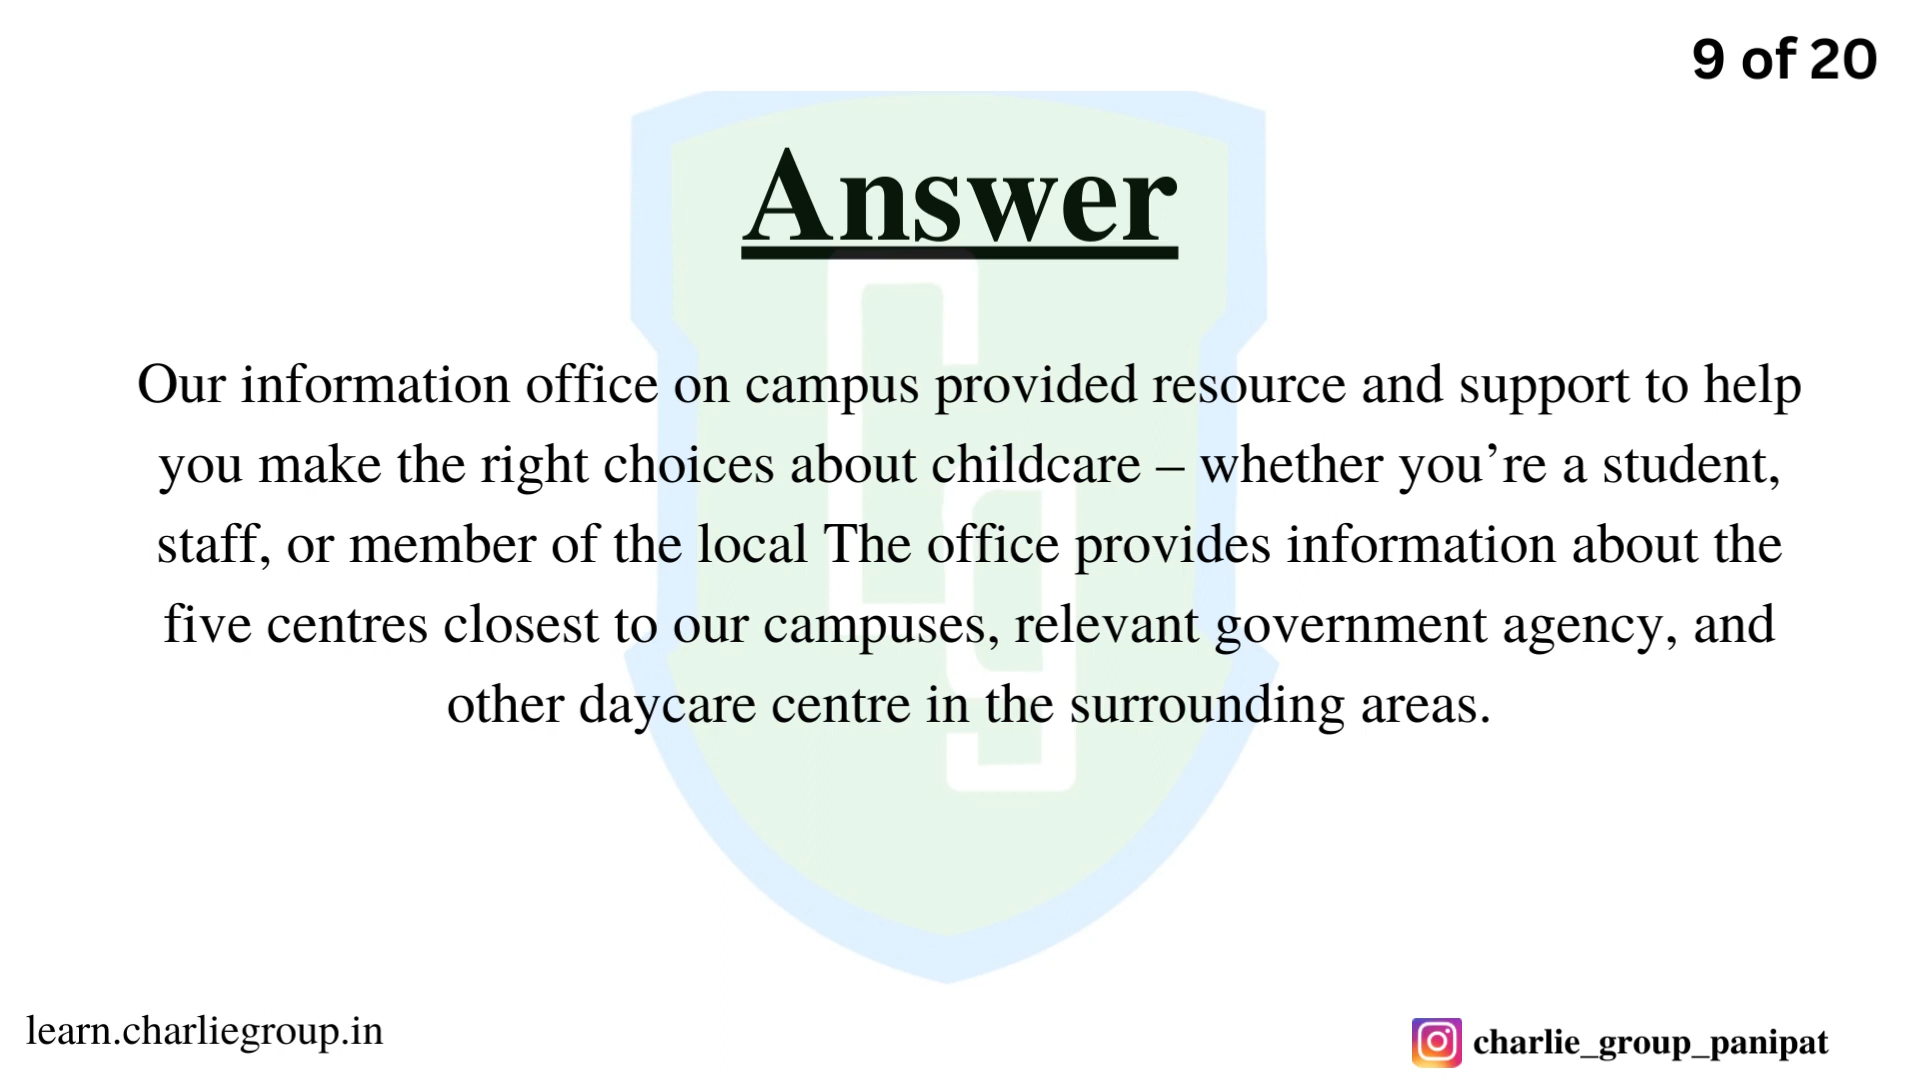 9 of 20
Answer
Our information office on campus provided resource and support to help
you make the right choices about childcare – whether you’re a student,
staff, or member of the local The office provides information about the
five centres closest to our campuses, relevant government agency, and
other daycare centre in the surrounding areas.
learn.charliegroup.in
charlie_group_panipat